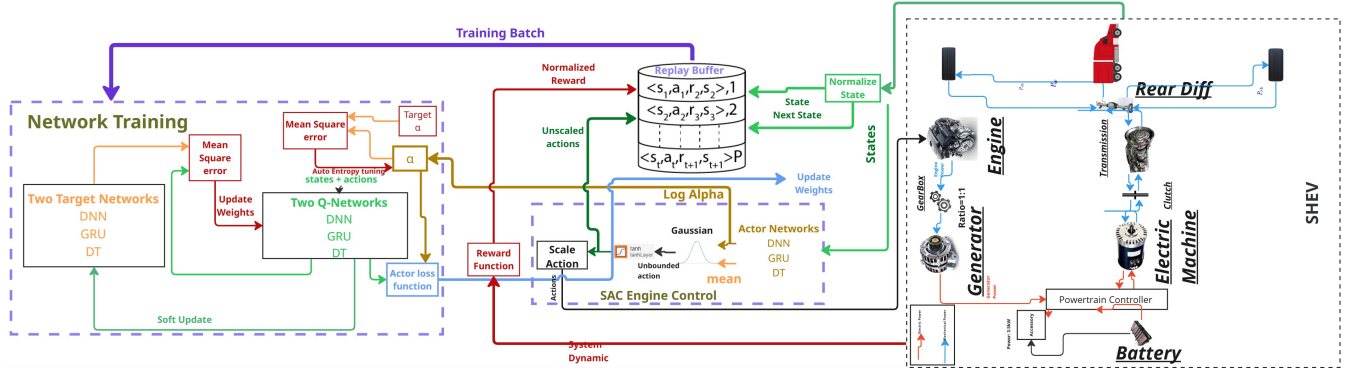 Training Batch
Network Training
Mean Square
error
Target
α
Mean
Square
error
α
Auto Entropy tuning
states + actions
Two Target Networks
DNN
GRU
DT
Update
Weights
Two Q-Networks
DNN
GRU
DT
Actor loss
function
Soft Update
Normalized
Reward
Unscaled
actions
Replay Buffer
<s₁,a₁,r₂,s₂>,1
<s₂,a₂,r₃,s₃>,2
<sₜ,aₜ,rₜ₊₁,sₜ₊₁>P
Normalize
State
State
Next State
States
Update
Weights
Log Alpha
Reward
Function
Scale
Action
Actions
tanh
tanhLayer
Gaussian
Unbounded
action
mean
Actor Networks
DNN
GRU
DT
SAC Engine Control
System
Dynamic
Rear Diff
Engine
Transmission
GearBox
Ratio=1:1
Clutch
Generator
Electric
Machine
Generator
Power
Powertrain Controller
Accessory
Battery
SHEV